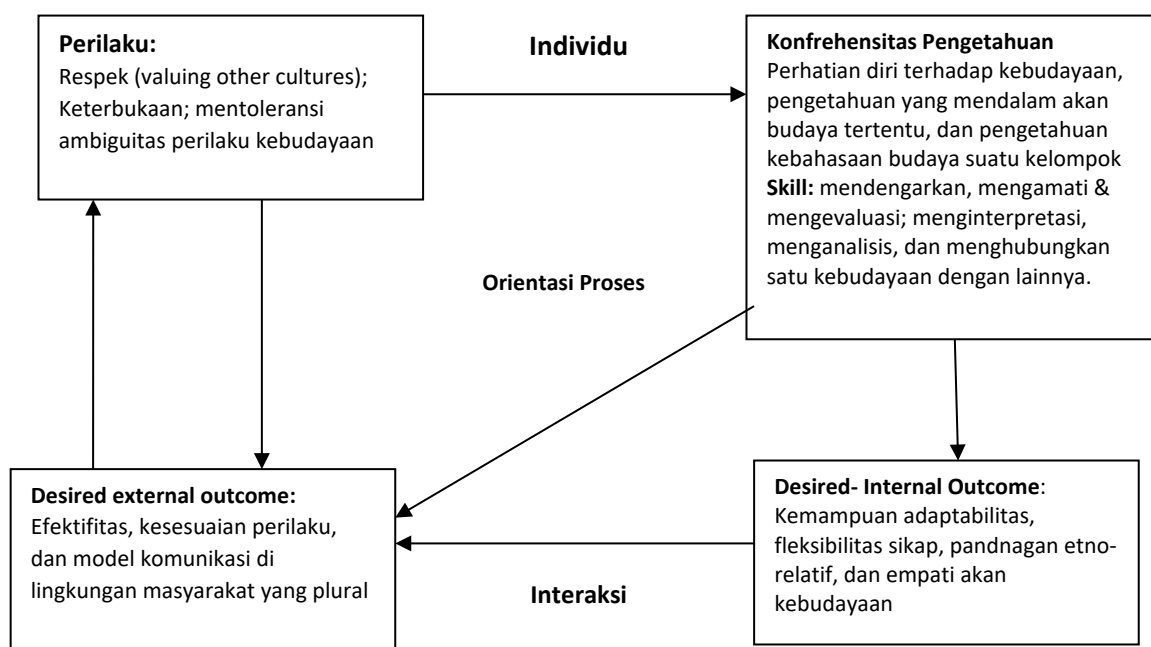 Perilaku:
Respek (valuing other cultures);
Keterbukaan; mentoleransi
ambiguitas perilaku kebudayaan
Individu
Konfrehensitas Pengetahuan
Perhatian diri terhadap kebudayaan,
pengetahuan yang mendalam akan
budaya tertentu, dan pengetahuan
kebahasaan budaya suatu kelompok
Skill: mendengarkan, mengamati &
mengevaluasi; menginterpretasi,
menganalisis, dan menghubungkan
satu kebudayaan dengan lainnya.
Orientasi Proses
Desired external outcome:
Efektifitas, kesesuaian perilaku,
dan model komunikasi di
lingkungan masyarakat yang plural
Interaksi
Desired- Internal Outcome:
Kemampuan adaptabilitas,
fleksibilitas sikap, pandnagan etno-
relatif, dan empati akan
kebudayaan